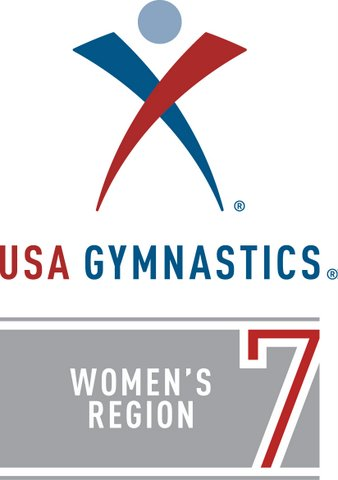 ®
USA GYMNASTICS®
WOMEN'S
REGION
7